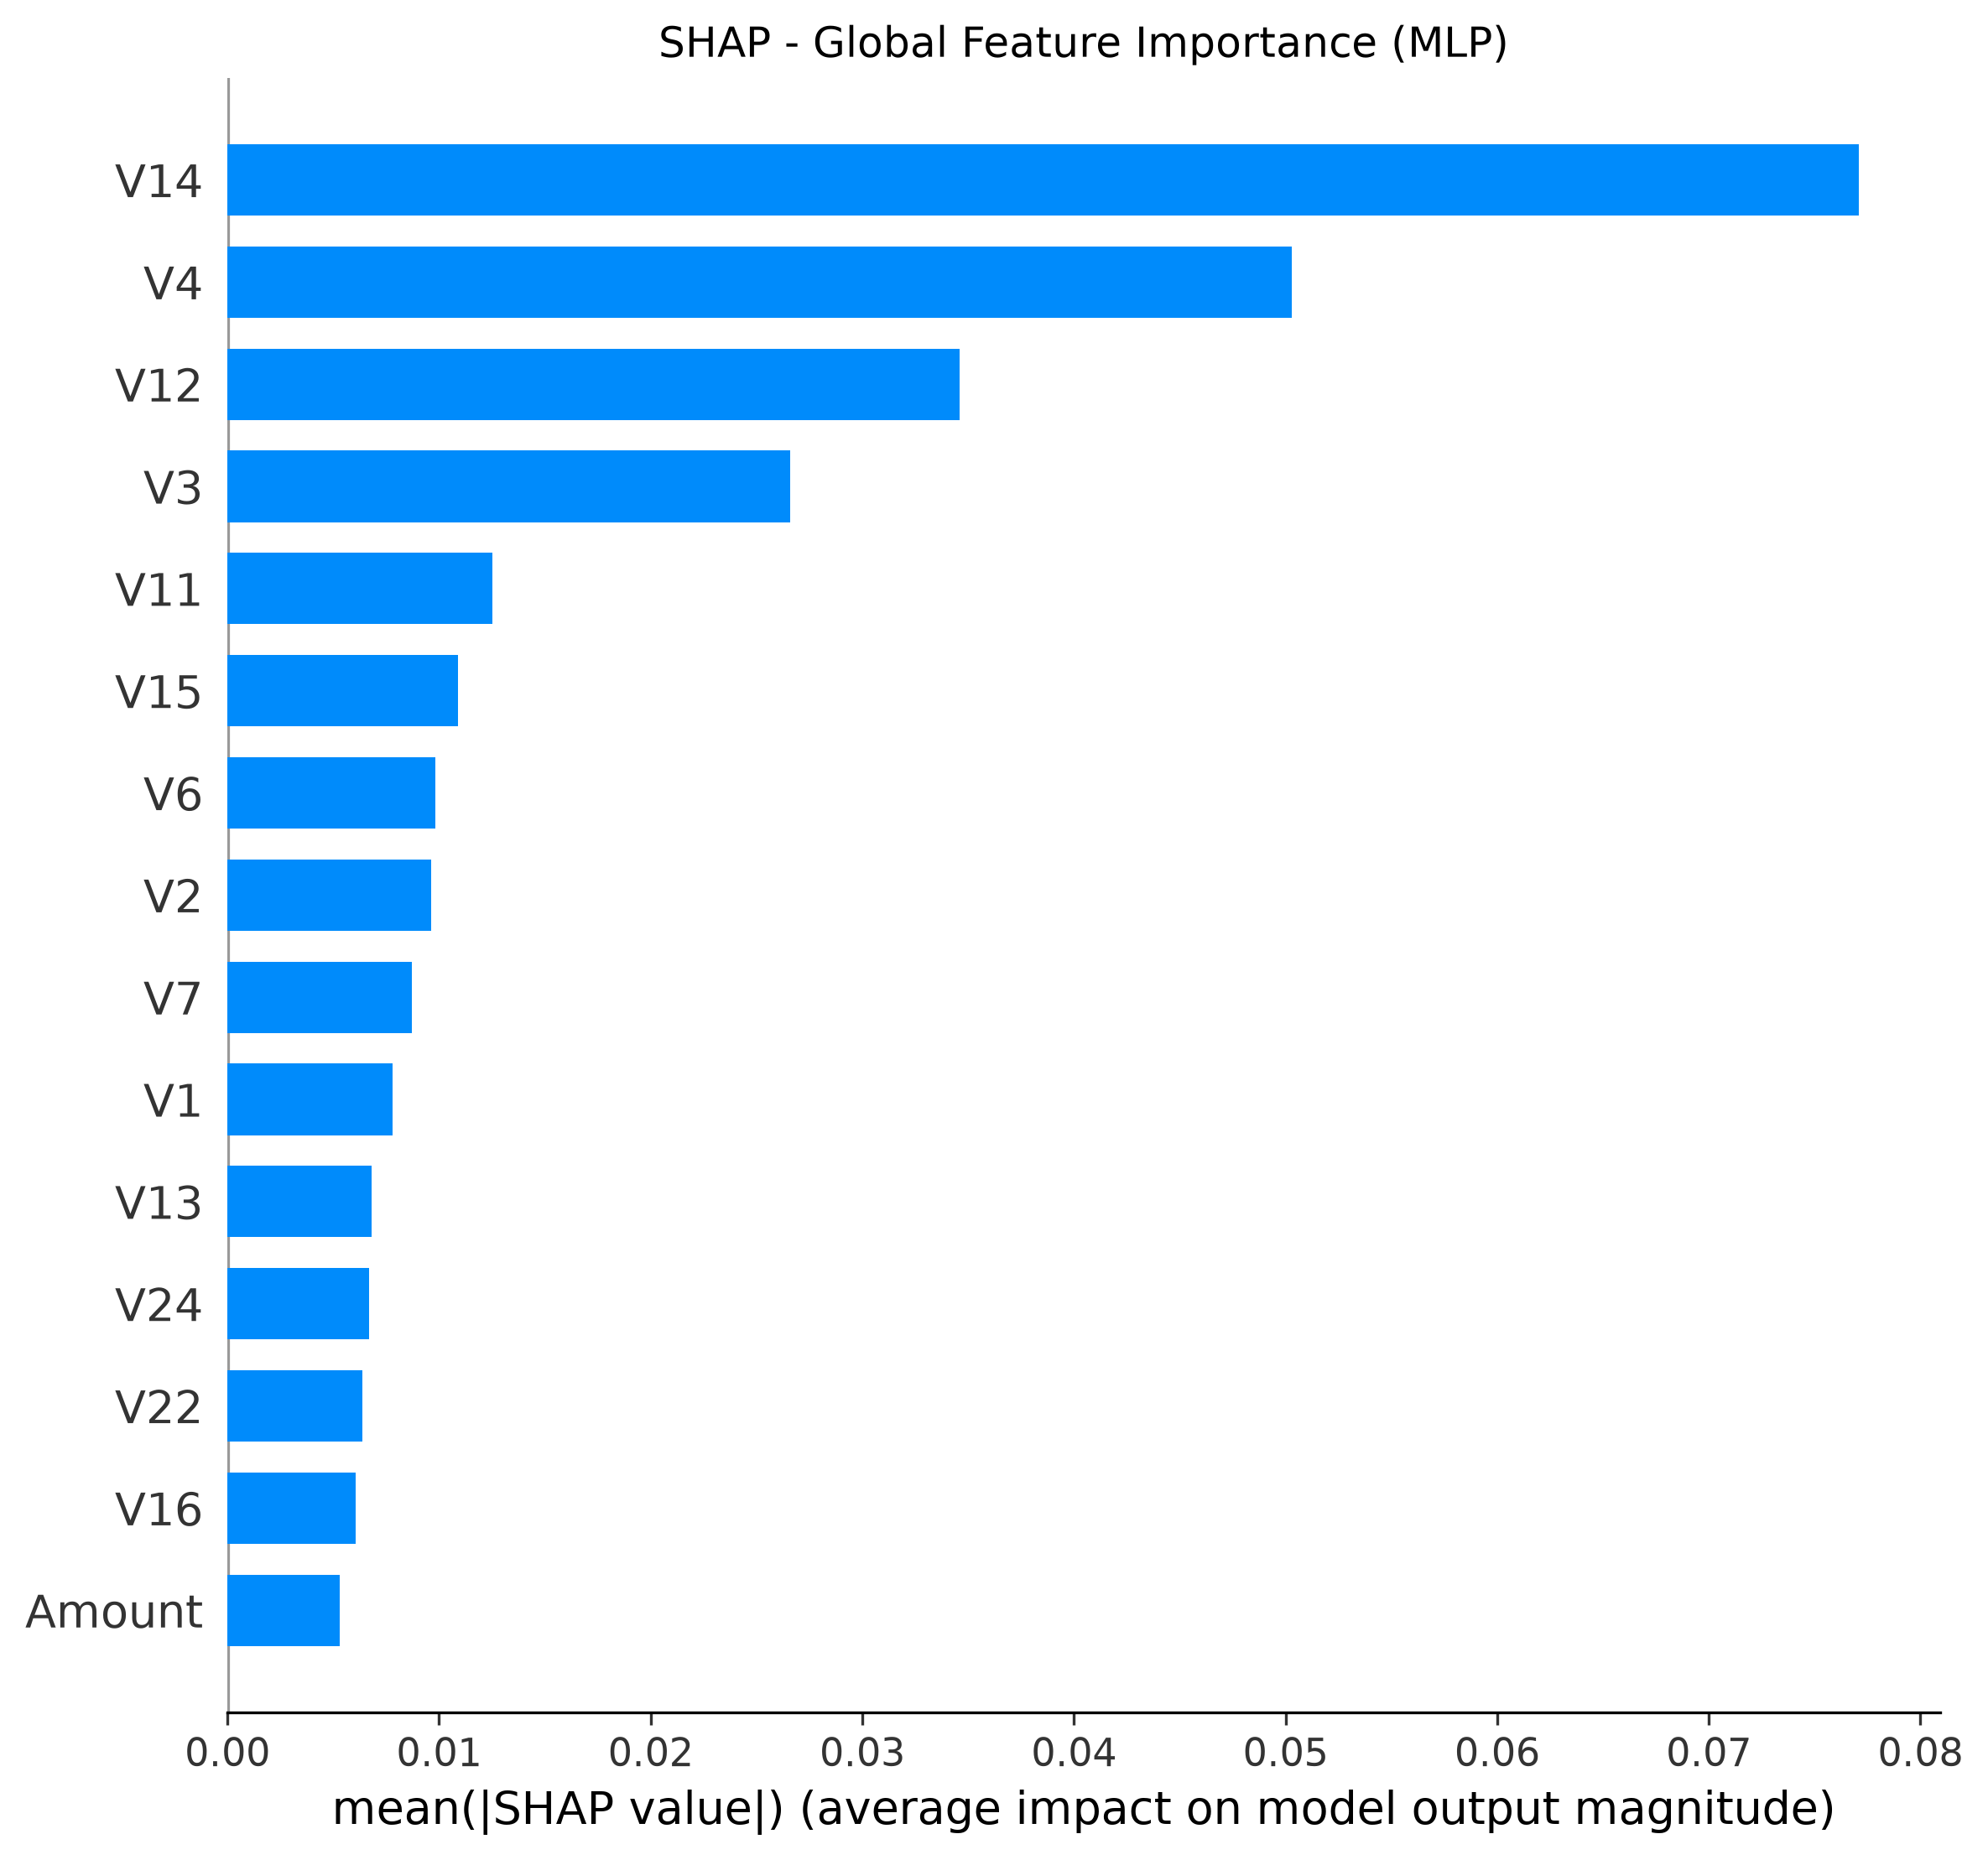 SHAP - Global Feature Importance (MLP)
V14
V4
V12
V3
V11
V15
V6
V2
V7
V1
V13
V24
V22
V16
Amount
0.00 0.01 0.02 0.03 0.04 0.05 0.06 0.07 0.08
mean(|SHAP value|) (average impact on model output magnitude)